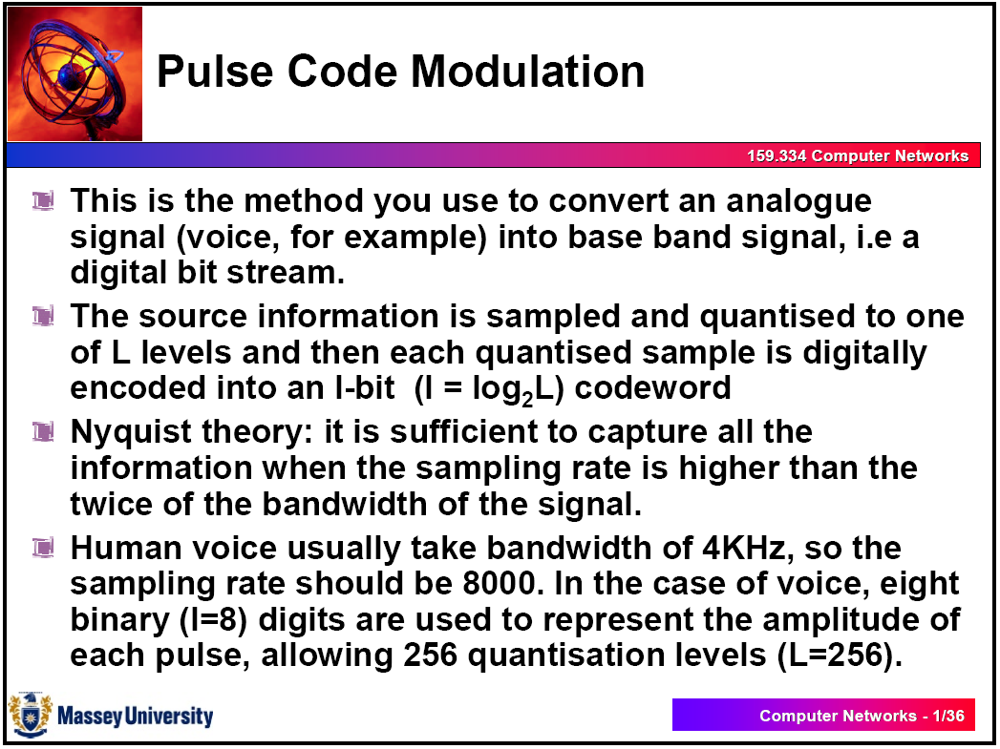 Pulse Code Modulation
159.334 Computer Networks
This is the method you use to convert an analogue
signal (voice, for example) into base band signal, i.e a
digital bit stream.
The source information is sampled and quantised to one
of L levels and then each quantised sample is digitally
encoded into an l-bit (l = log₂L) codeword
Nyquist theory: it is sufficient to capture all the
information when the sampling rate is higher than the
twice of the bandwidth of the signal.
Human voice usually take bandwidth of 4KHz, so the
sampling rate should be 8000. In the case of voice, eight
binary (l=8) digits are used to represent the amplitude of
each pulse, allowing 256 quantisation levels (L=256).
Massey University
Computer Networks - 1/36